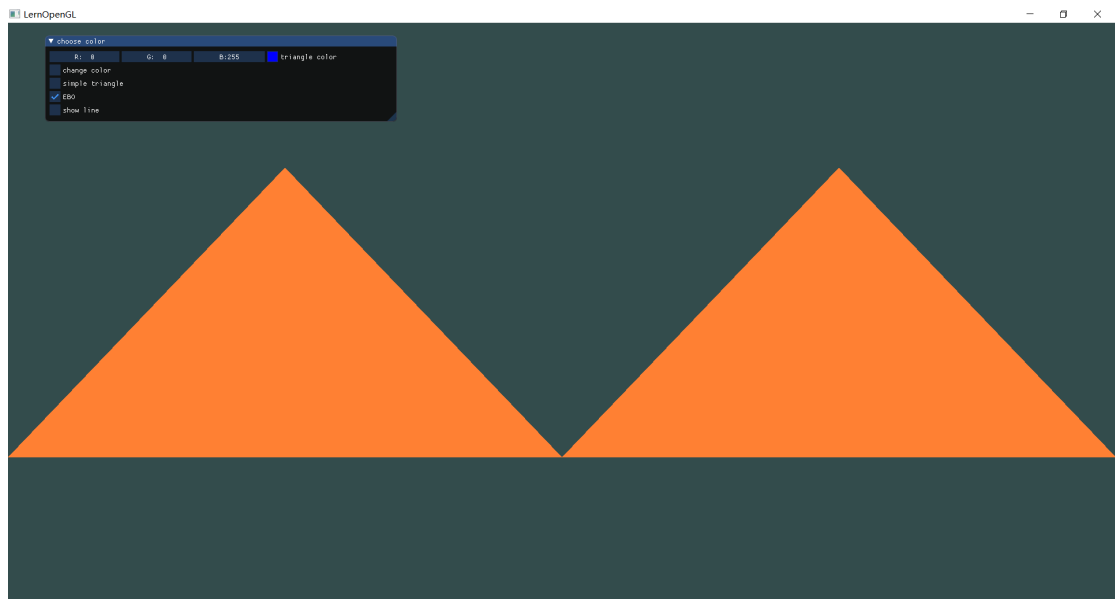 LernOpenGL
choose color
R: 0 G: 0 B:255 triangle color
change color
simple triangle
EBO
show line